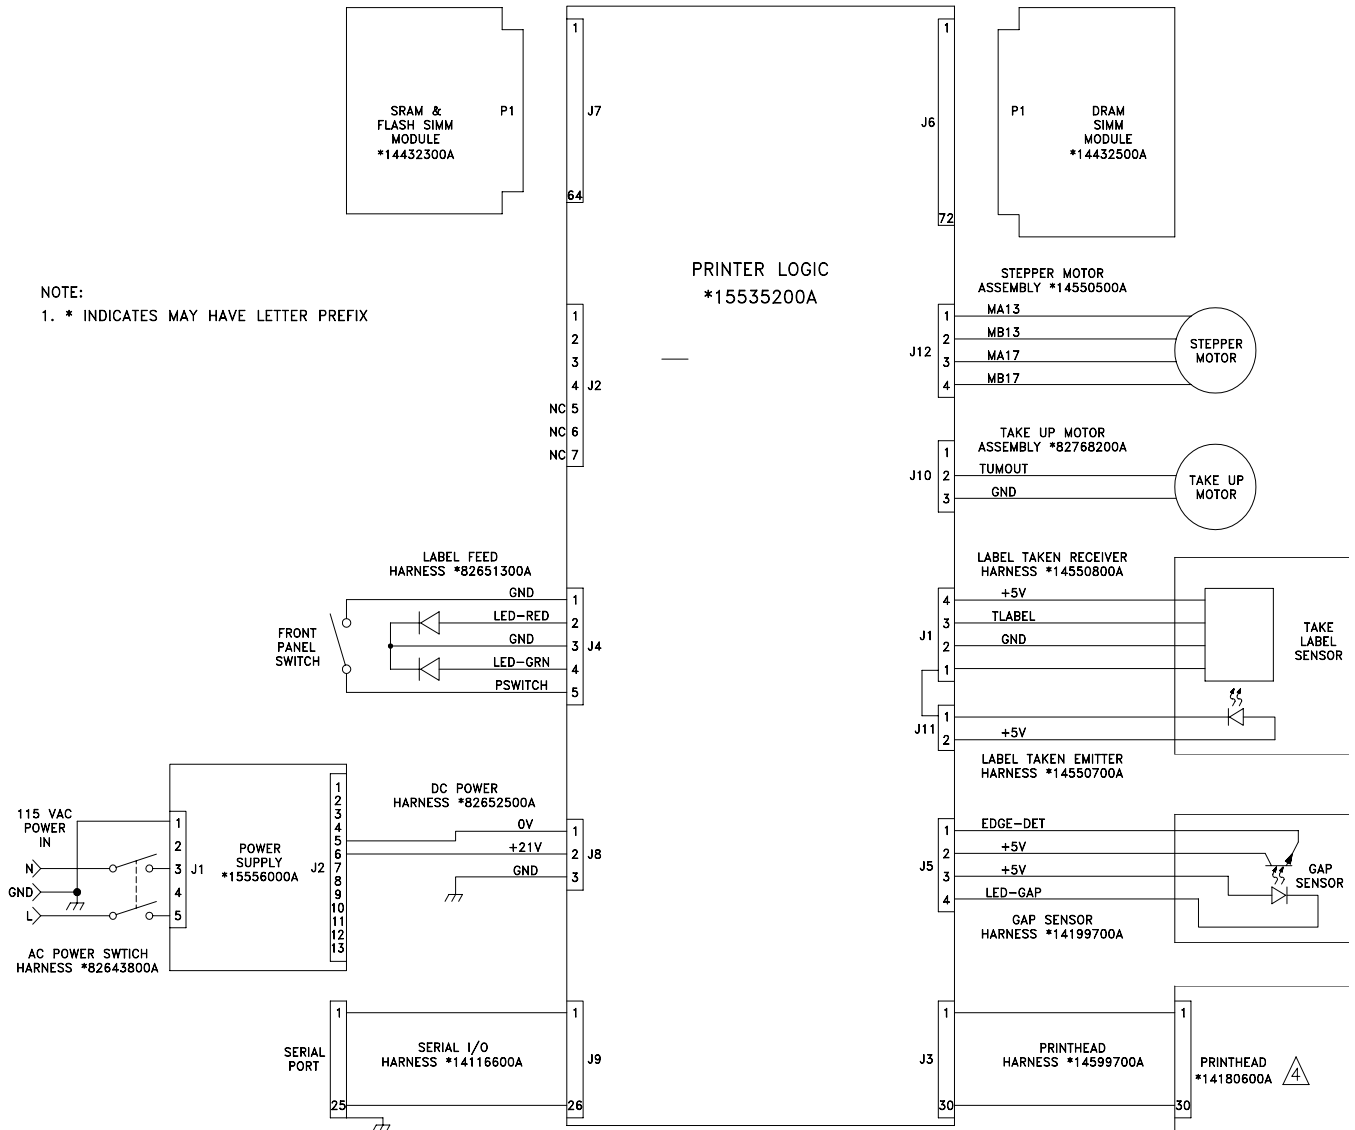 SRAM &
FLASH SIMM
MODULE
*14432300A
P1
1
J7
64
1
J6
72
P1
DRAM
SIMM
MODULE
*14432500A
PRINTER LOGIC
*15535200A
NOTE:
1. * INDICATES MAY HAVE LETTER PREFIX
1
2
3
4
J2
NC 5
NC 6
NC 7
STEPPER MOTOR
ASSEMBLY *14550500A
J12
1 MA13
2 MB13
3 MA17
4 MB17
STEPPER
MOTOR
TAKE UP MOTOR
ASSEMBLY *82768200A
J10
1
2 TUMOUT
3 GND
TAKE UP
MOTOR
LABEL FEED
HARNESS *82651300A
FRONT
PANEL
SWITCH
GND 1
LED-RED 2
GND 3
J4
LED-GRN 4
PSWITCH 5
LABEL TAKEN RECEIVER
HARNESS *14550800A
J1
4 +5V
3 TLABEL
2 GND
1
TAKE
LABEL
SENSOR
J11
1
2 +5V
LABEL TAKEN EMITTER
HARNESS *14550700A
115 VAC
POWER
IN
N
GND
L
AC POWER SWTICH
HARNESS *82643800A
1
2
3
4
5
J1
POWER
SUPPLY
*15556000A
J2
1
2
3
4
5
6
7
8
9
10
11
12
13
DC POWER
HARNESS *82652500A
0V 1
+21V 2
GND 3
J8
J5
1 EDGE-DET
2 +5V
3 +5V
4 LED-GAP
GAP
SENSOR
GAP SENSOR
HARNESS *14199700A
SERIAL
PORT
1
25
SERIAL I/O
HARNESS *14116600A
1
J9
26
J3
1
30
PRINTHEAD
HARNESS *14599700A
1
30
PRINTHEAD
*14180600A
4